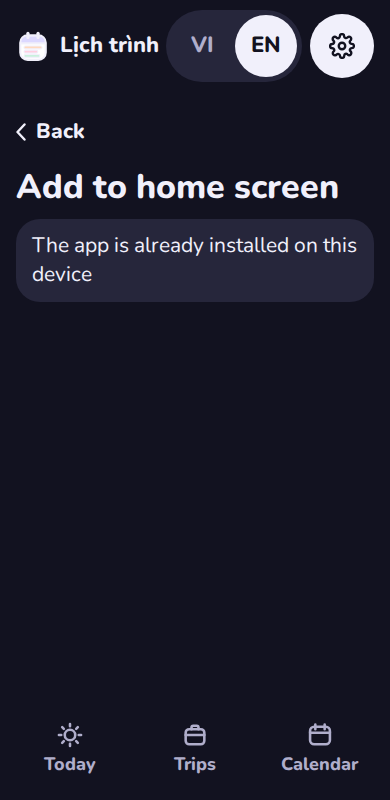 Lịch trình
VI
EN
Back
Add to home screen
The app is already installed on this
device
Today
Trips
Calendar